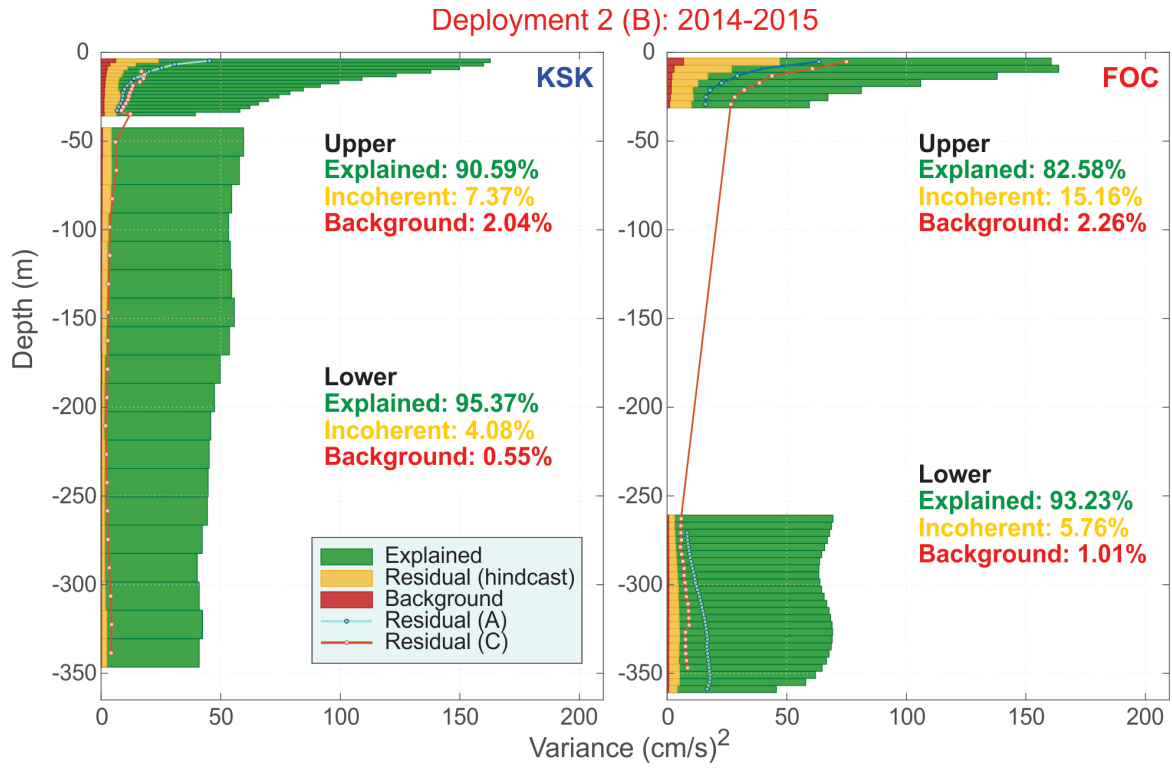 Deployment 2 (B): 2014-2015
KSK
Upper
Explained: 90.59%
Incoherent: 7.37%
Background: 2.04%
Lower
Explained: 95.37%
Incoherent: 4.08%
Background: 0.55%
Explained
Residual (hindcast)
Background
Residual (A)
Residual (C)
0
-50
-100
-150
-200
-250
-300
-350
Depth (m)
0 50 100 150 200
FOC
Upper
Explaned: 82.58%
Incoherent: 15.16%
Background: 2.26%
Lower
Explained: 93.23%
Incoherent: 5.76%
Background: 1.01%
0
-50
-100
-150
-200
-250
-300
-350
0 50 100 150 200
Variance (cm/s)²